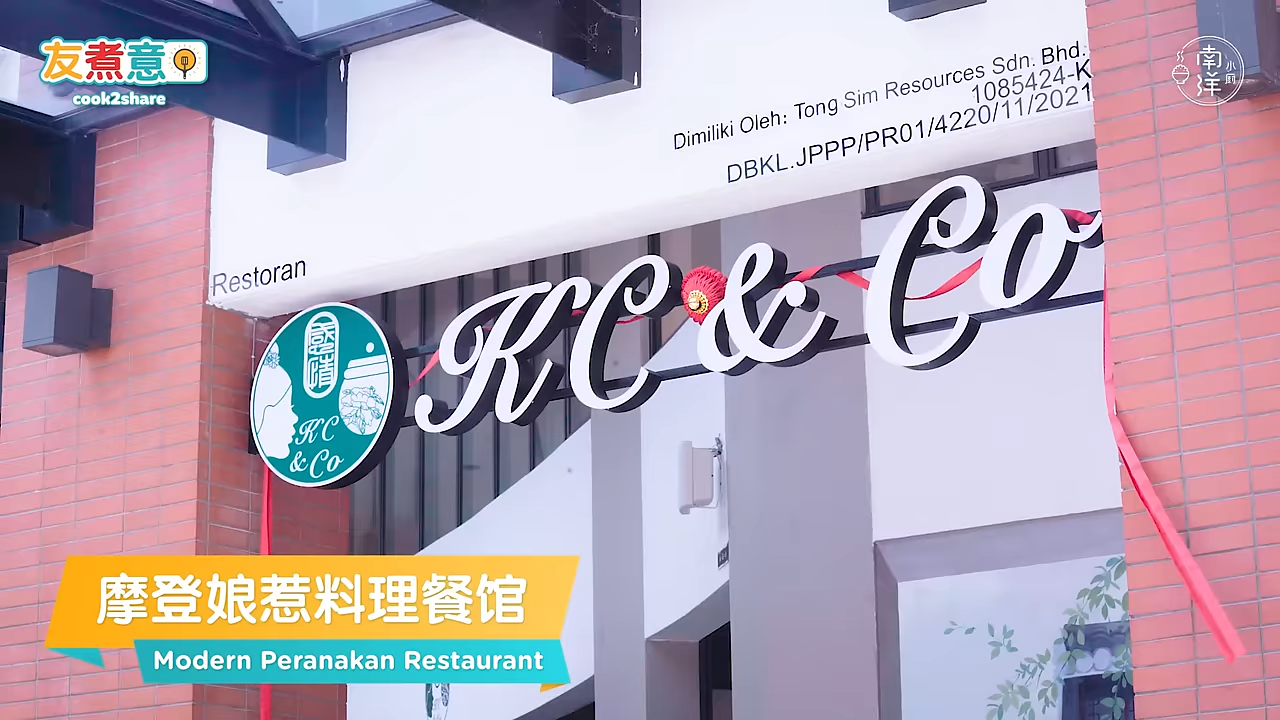 友煮意
cook2share
南洋
小厨
Dimiliki Oleh: Tong Sim Resources Sdn. Bhd.
1085424-K
DBKL.JPPP/PR01/4220/11/2021
Restoran
KC & Co
感情
KC
& Co
摩登娘惹料理餐馆
Modern Peranakan Restaurant